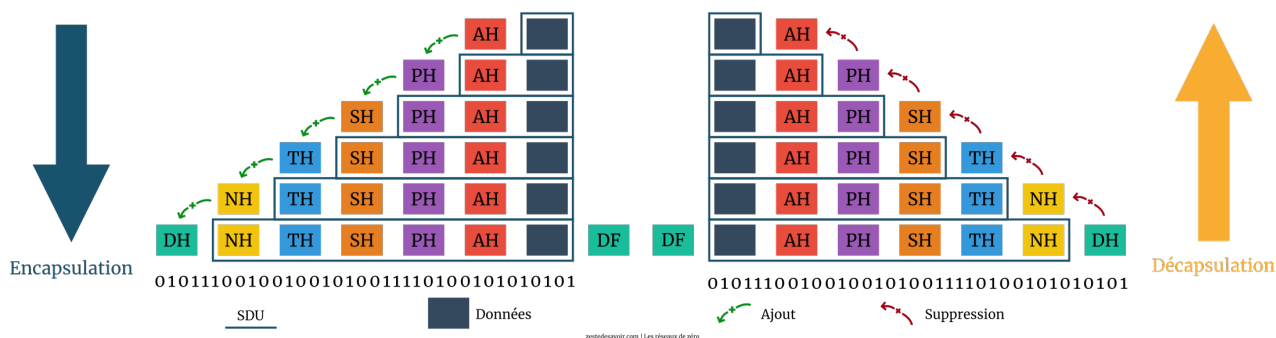 AH AH
PH AH AH PH
SH PH AH AH PH SH
TH SH PH AH AH PH SH TH
NH TH SH PH AH AH PH SH TH NH
DH NH TH SH PH AH DF DF AH PH SH TH NH DH
Encapsulation
Décapsulation
SDU
Données
Ajout
Suppression
zestedesavoir.com | Les réseaux de zéro